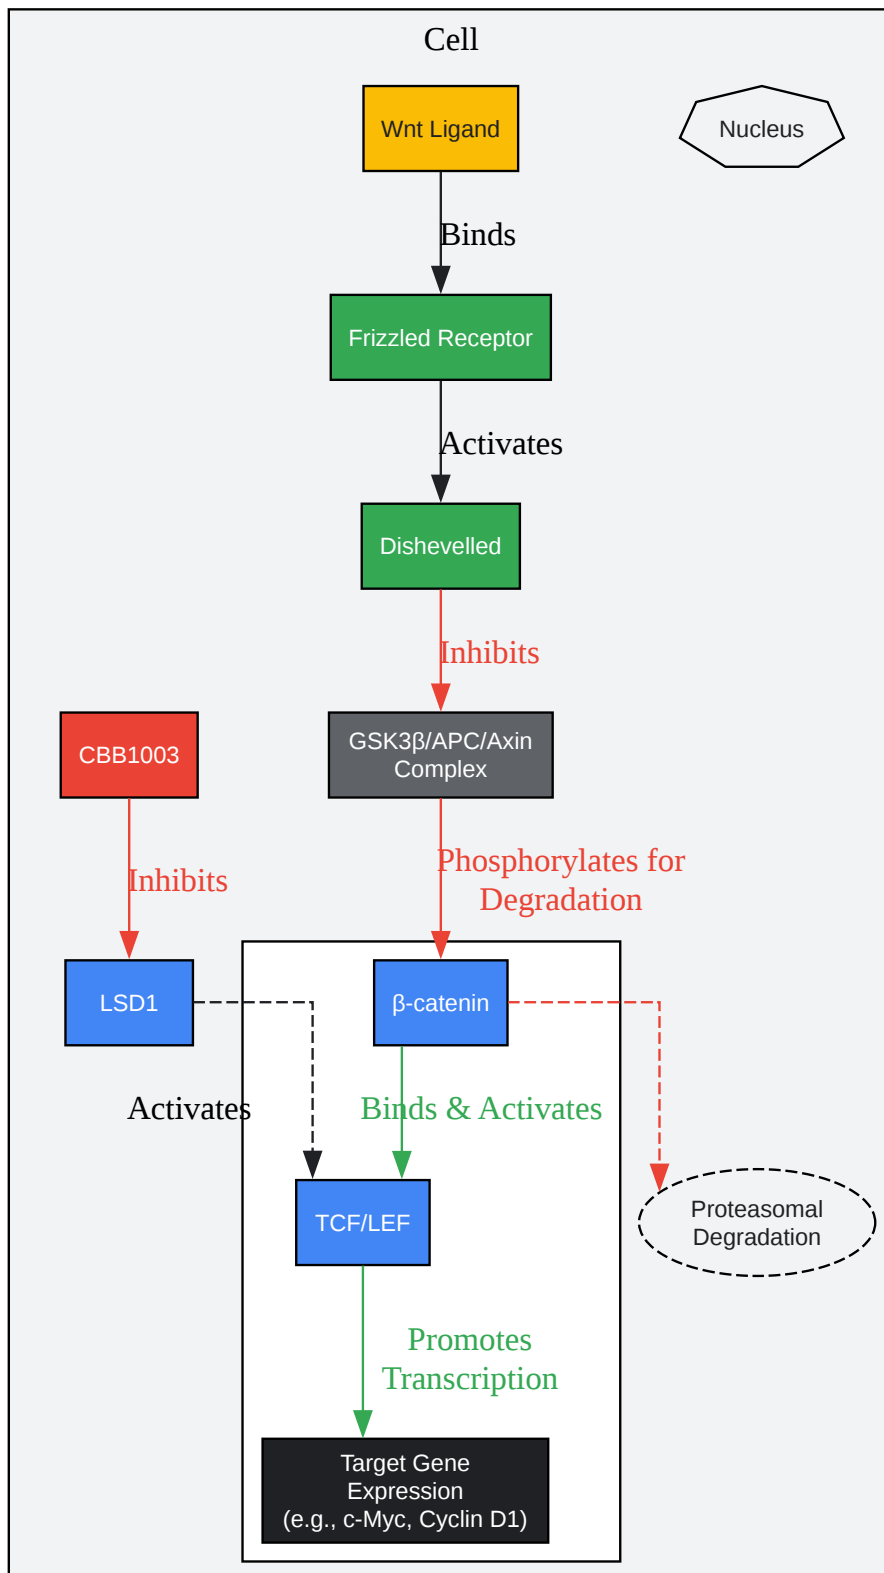 Cell
Wnt Ligand
Nucleus
Binds
Frizzled Receptor
Activates
Dishevelled
Inhibits
CBB1003
GSK3β/APC/Axin
Complex
Inhibits
Phosphorylates for
Degradation
LSD1
β-catenin
Activates
Binds & Activates
TCF/LEF
Proteasomal
Degradation
Promotes
Transcription
Target Gene
Expression
(e.g., c-Myc, Cyclin D1)